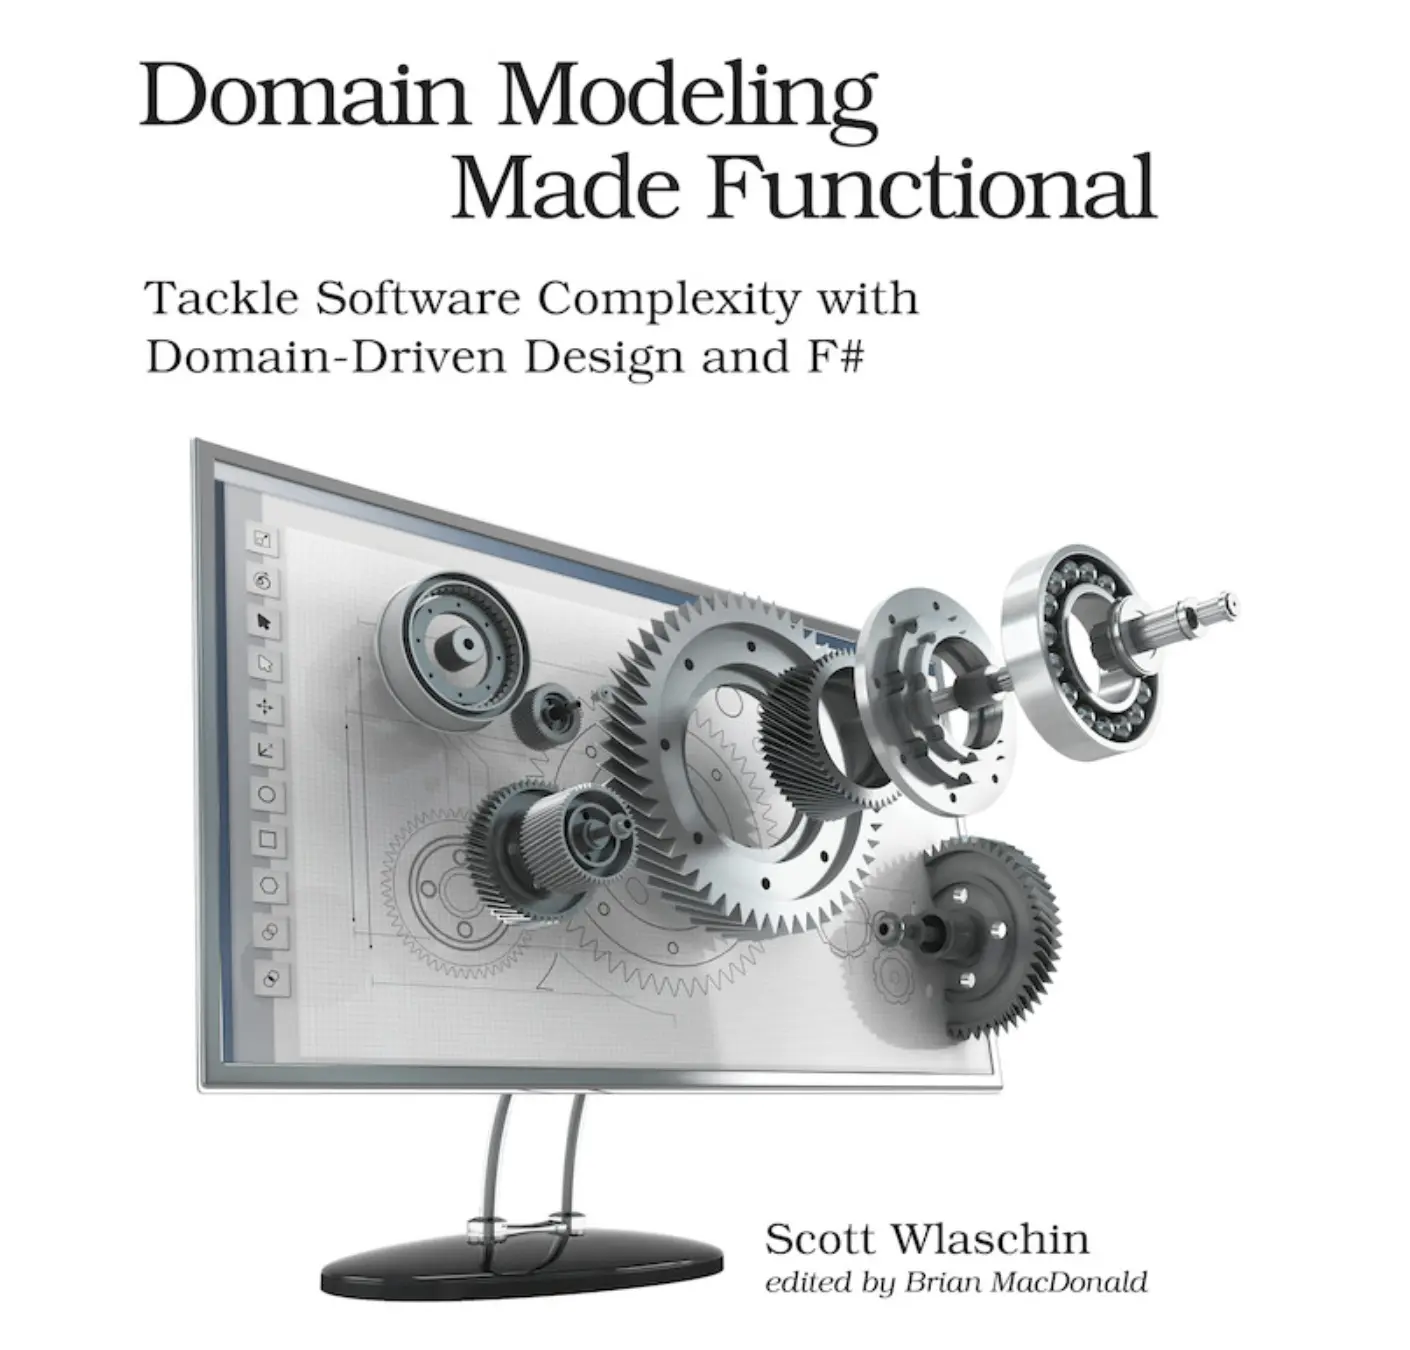 Domain Modeling
Made Functional
Tackle Software Complexity with
Domain-Driven Design and F#
Scott Wlaschin
edited by Brian MacDonald